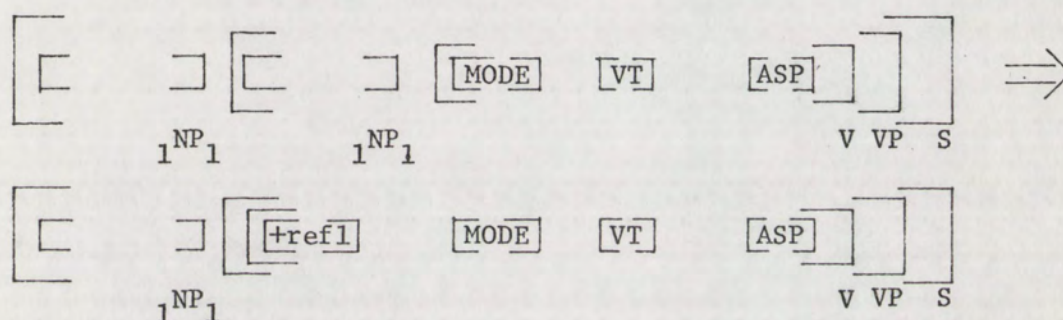 MODE VT ASP
1NP1 1NP1 V VP S
+refl MODE VT ASP
1NP1 V VP S